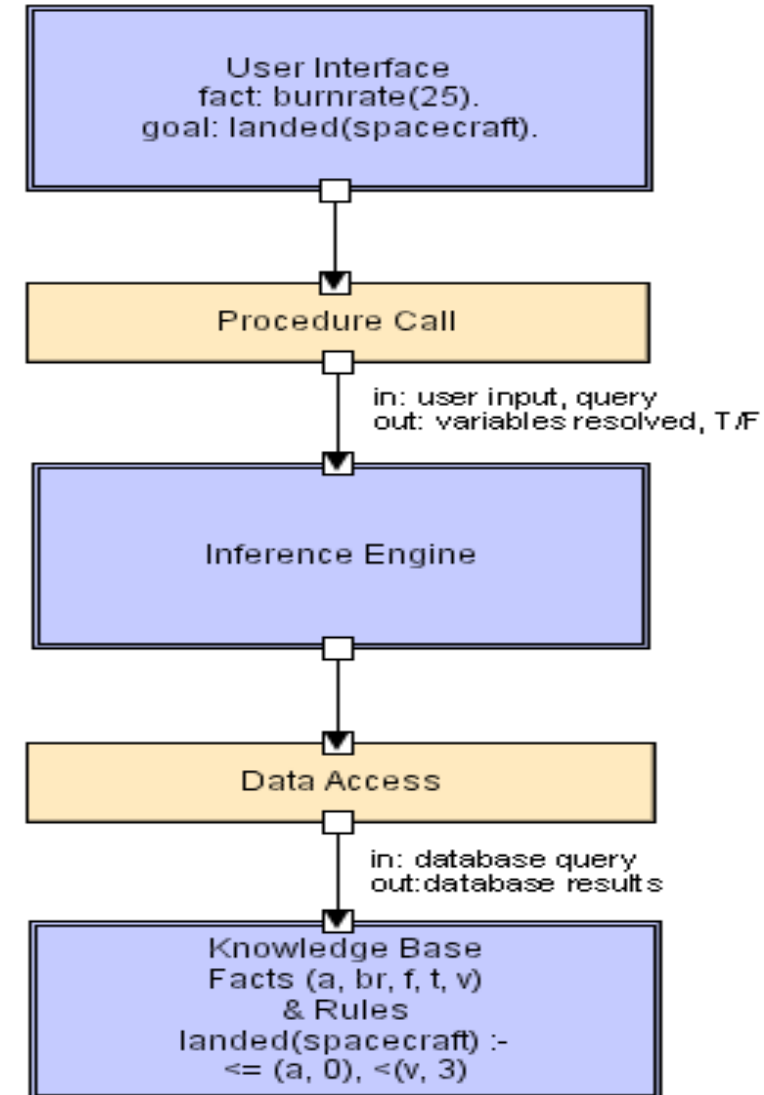 User Interface
fact: burnrate(25).
goal: landed(spacecraft).
Procedure Call
in: user input, query
out: variables resolved, T/F
Inference Engine
Data Access
in: database query
out:database results
Knowledge Base
Facts (a, br, f, t, v)
& Rules
landed(spacecraft) :-
<= (a, 0), <(v, 3)